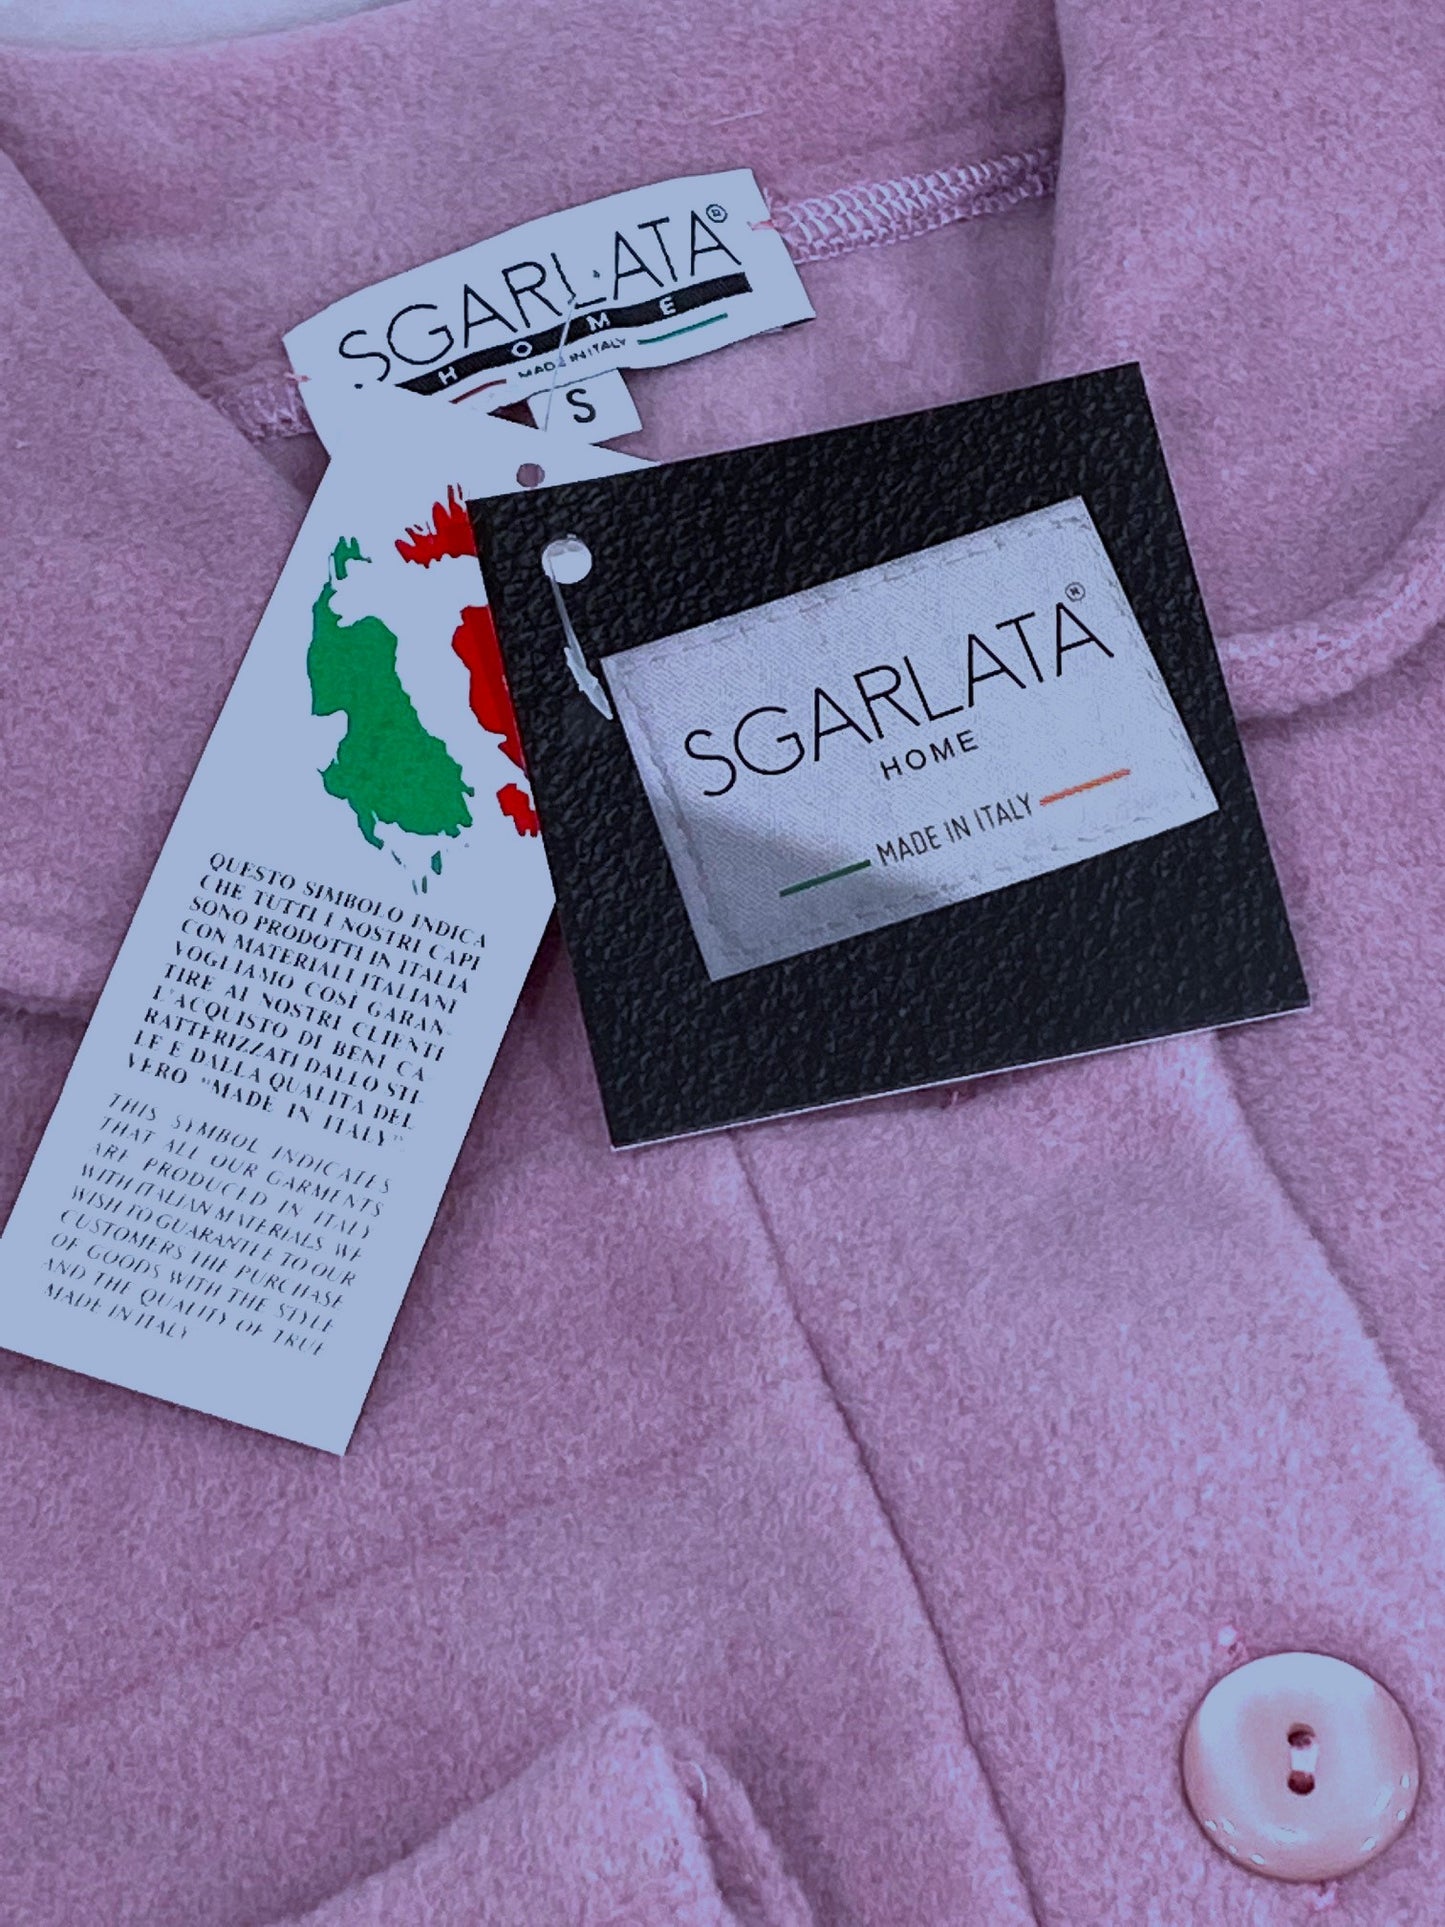 SGARLATA®
HOME
MADE IN ITALY
S
SGARLATA®
HOME
MADE IN ITALY
QUESTO SIMBOLO INDICA
CHE TUTTI I NOSTRI CAPI
SONO PRODOTTI IN ITALIA
CON MATERIALI ITALIANI
VOGLIAMO COSÌ GARAN-
TIRE AI NOSTRI CLIENTI
L'ACQUISTO DI BENI CA
RATTERIZZATI DALLO STI-
LE E DALLA QUALITA DEL
VERO "MADE IN ITALY"
THIS SYMBOL INDICATES
THAT ALL OUR GARMENTS
ARE PRODUCED IN ITALY
WITH ITALIAN MATERIALS. WE
WISH TO GUARANTEE TO OUR
CUSTOMERS THE PURCHASE
OF GOODS WITH THE STYLE
AND THE QUALITY OF TRUE
MADE IN ITALY